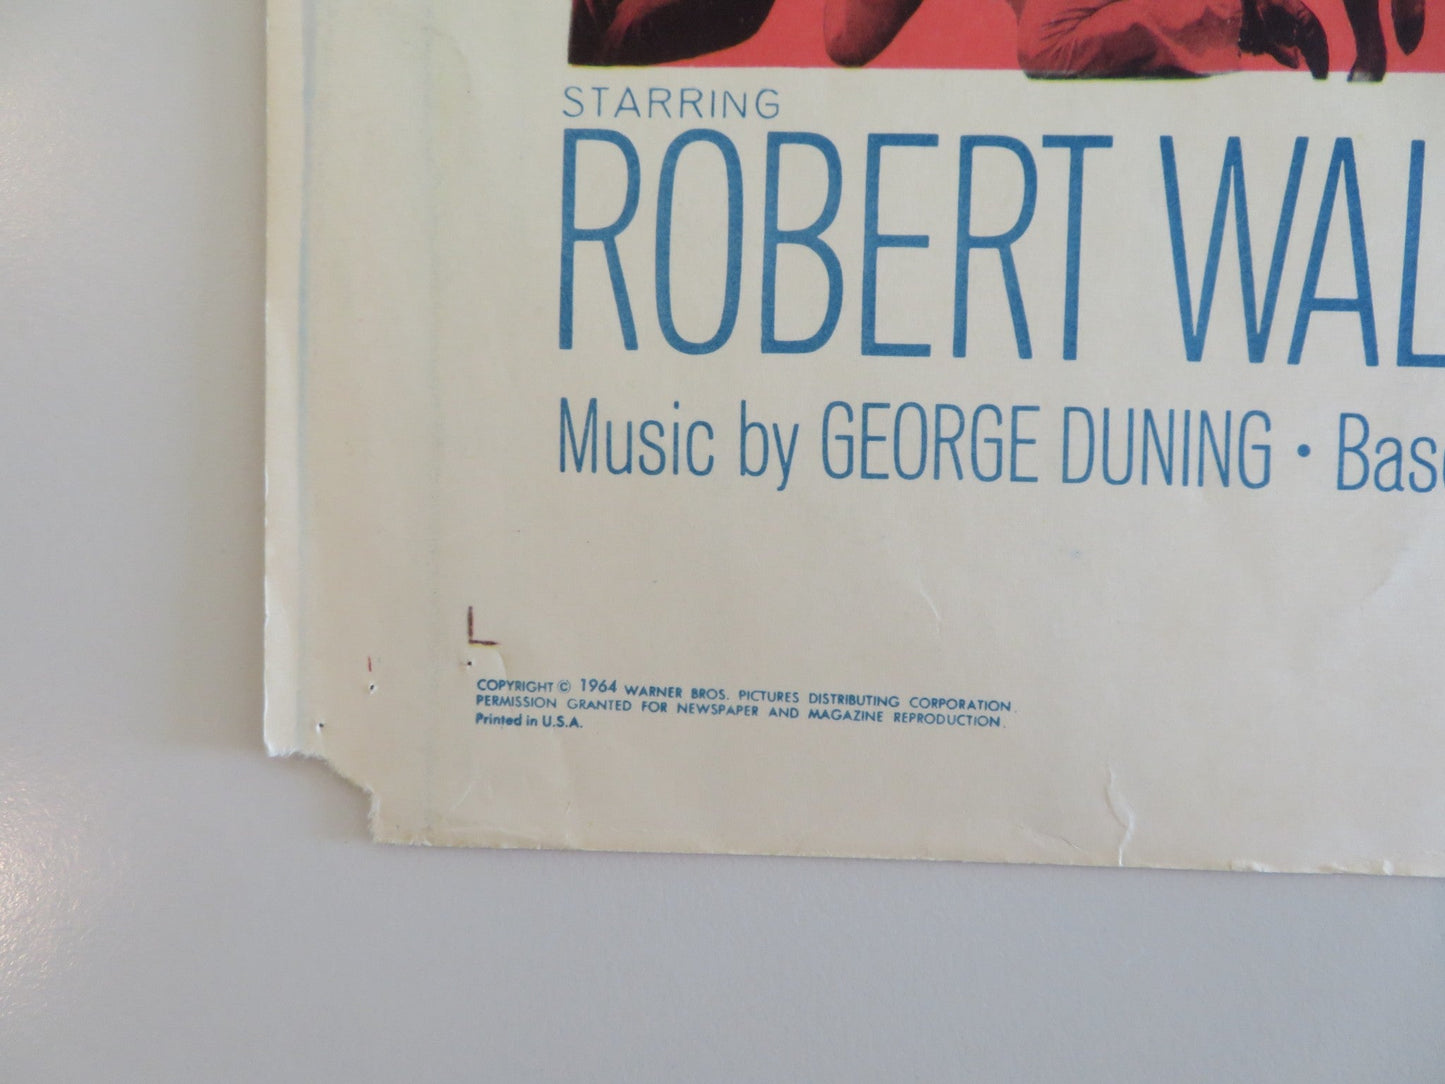 STARRING
ROBERT WAL
Music by GEORGE DUNING • Base
COPYRIGHT © 1964 WARNER BROS. PICTURES DISTRIBUTING CORPORATION.
PERMISSION GRANTED FOR NEWSPAPER AND MAGAZINE REPRODUCTION.
Printed in U.S.A.